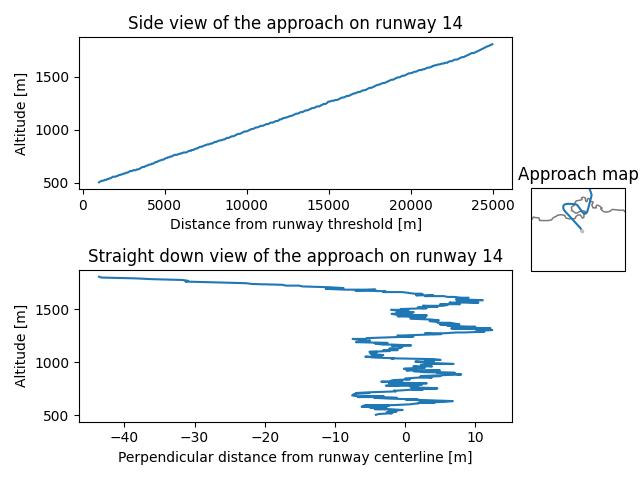 Side view of the approach on runway 14
Altitude [m]
1500
1000
500
0 5000 10000 15000 20000 25000
Distance from runway threshold [m]
Approach map
Straight down view of the approach on runway 14
Altitude [m]
1500
1000
500
−40 −30 −20 −10 0 10
Perpendicular distance from runway centerline [m]